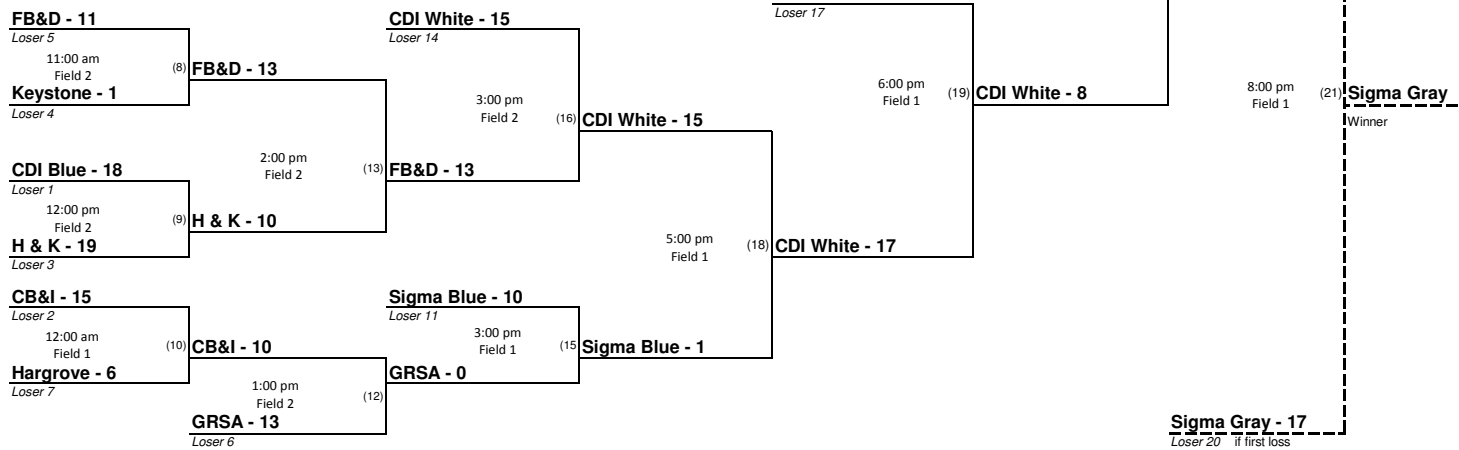 FB&D - 11
Loser 5
11:00 am
Field 2
(8)
FB&D - 13
Keystone - 1
Loser 4
CDI Blue - 18
Loser 1
12:00 pm
Field 2
(9)
H & K - 10
H & K - 19
Loser 3
2:00 pm
Field 2
(13)
FB&D - 13
CB&I - 15
Loser 2
12:00 am
Field 1
(10)
CB&I - 10
Hargrove - 6
Loser 7
1:00 pm
Field 2
(12)
GRSA - 13
Loser 6
CDI White - 15
Loser 14
3:00 pm
Field 2
(16)
CDI White - 15
Sigma Blue - 10
Loser 11
3:00 pm
Field 1
(15
Sigma Blue - 1
GRSA - 0
5:00 pm
Field 1
(18)
CDI White - 17
Loser 17
6:00 pm
Field 1
(19)
CDI White - 8
8:00 pm
Field 1
(21)
Sigma Gray
Winner
Sigma Gray - 17
Loser 20 if first loss